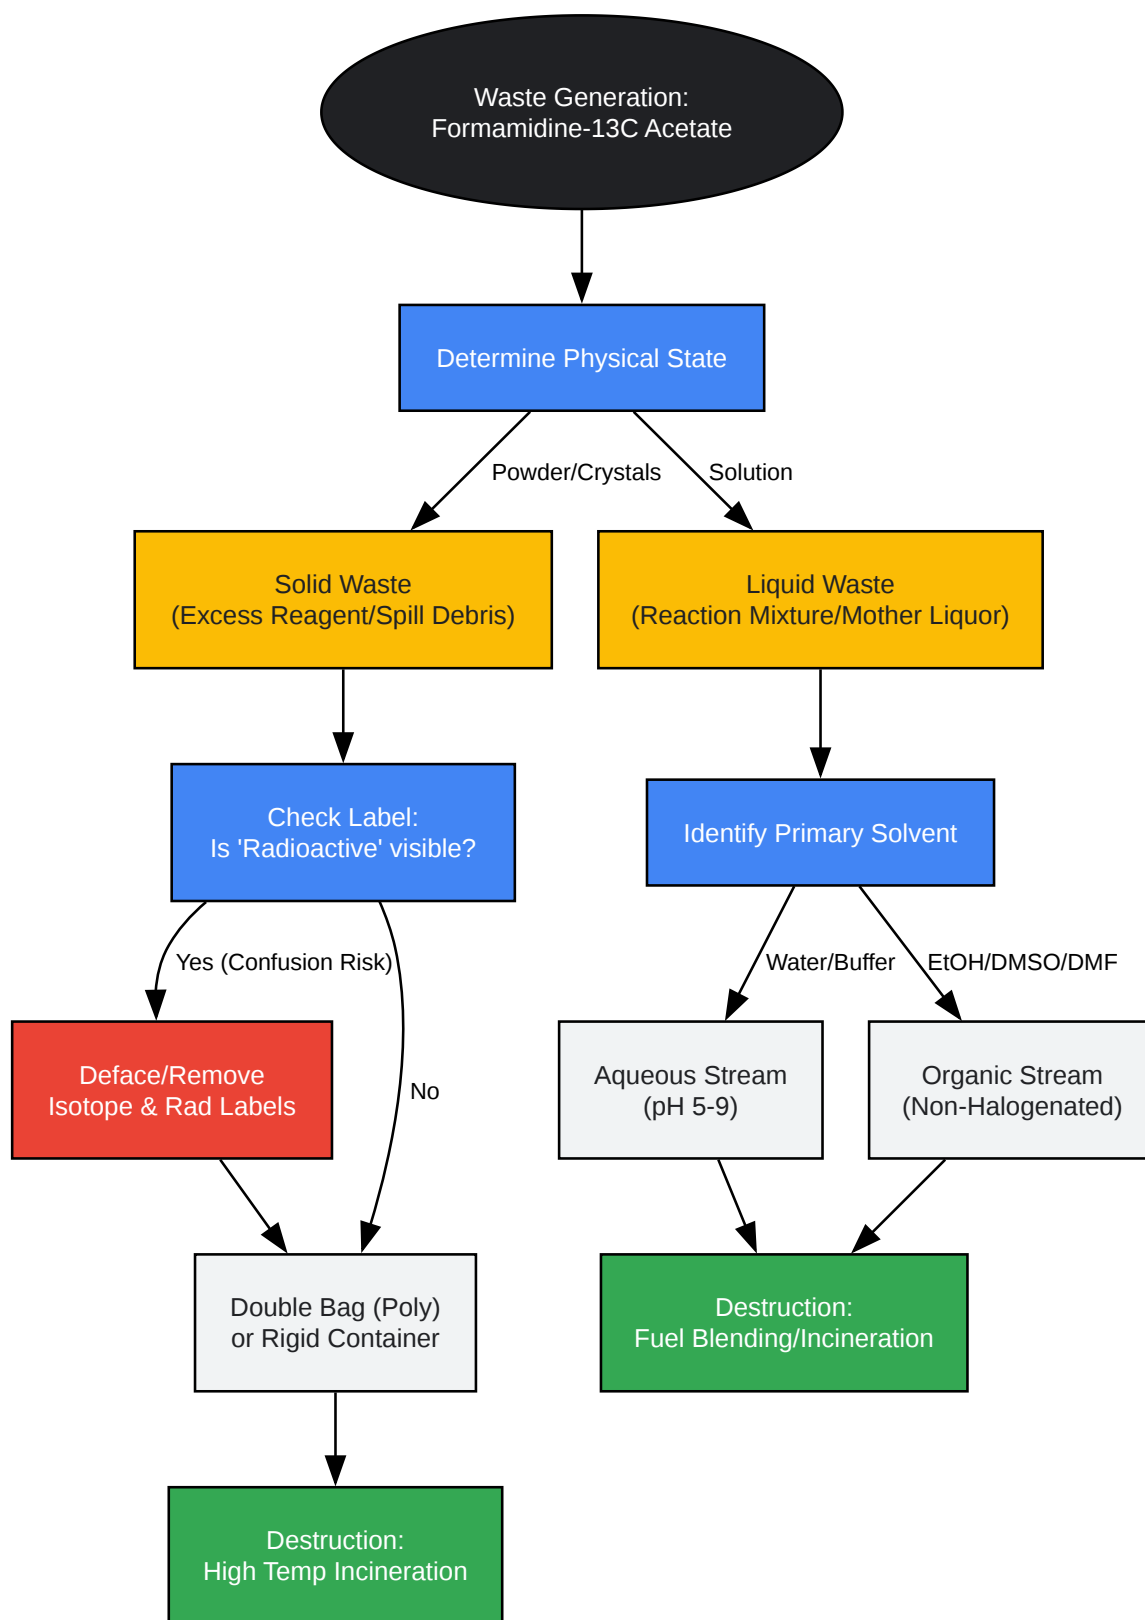 Waste Generation:
Formamidine-13C Acetate
Determine Physical State
Powder/Crystals
Solution
Solid Waste
(Excess Reagent/Spill Debris)
Liquid Waste
(Reaction Mixture/Mother Liquor)
Check Label:
Is 'Radioactive' visible?
Identify Primary Solvent
Yes (Confusion Risk)
Water/Buffer
EtOH/DMSO/DMF
Deface/Remove
Isotope & Rad Labels
No
Aqueous Stream
(pH 5-9)
Organic Stream
(Non-Halogenated)
Double Bag (Poly)
or Rigid Container
Destruction:
Fuel Blending/Incineration
Destruction:
High Temp Incineration